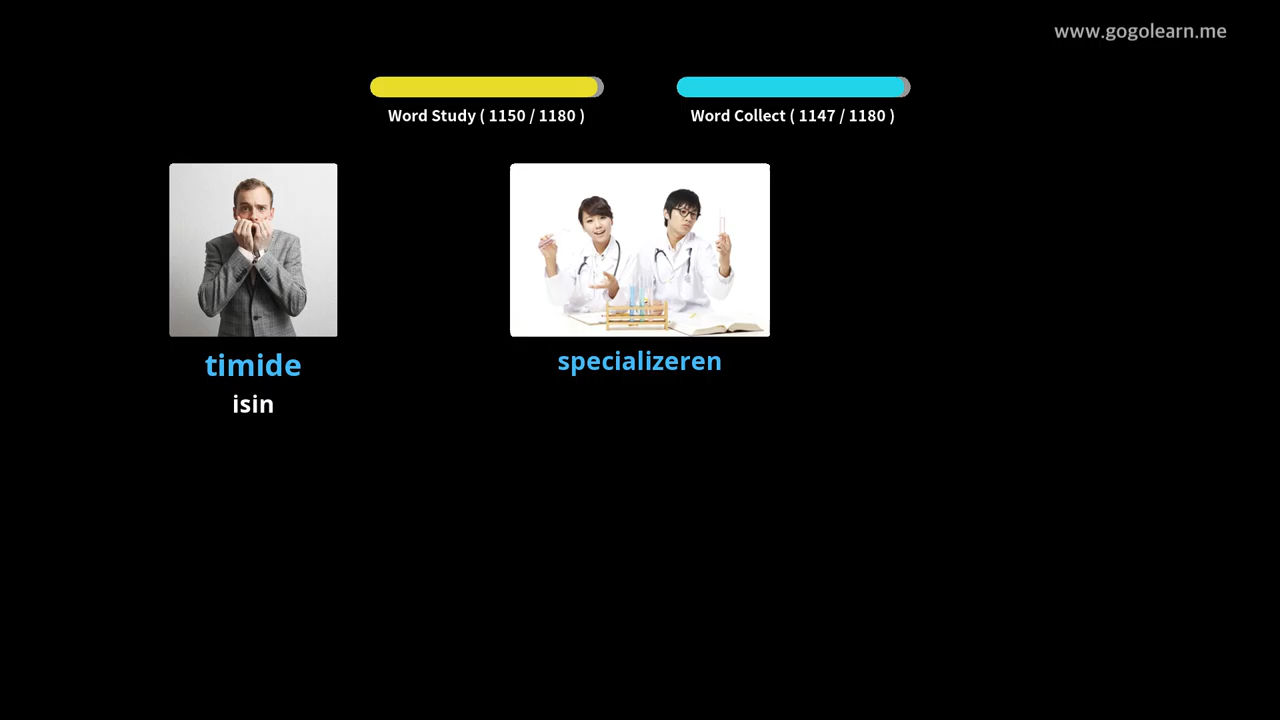 www.gogolearn.me
Word Study ( 1150 / 1180 )
Word Collect ( 1147 / 1180 )
timide
isin
specializeren